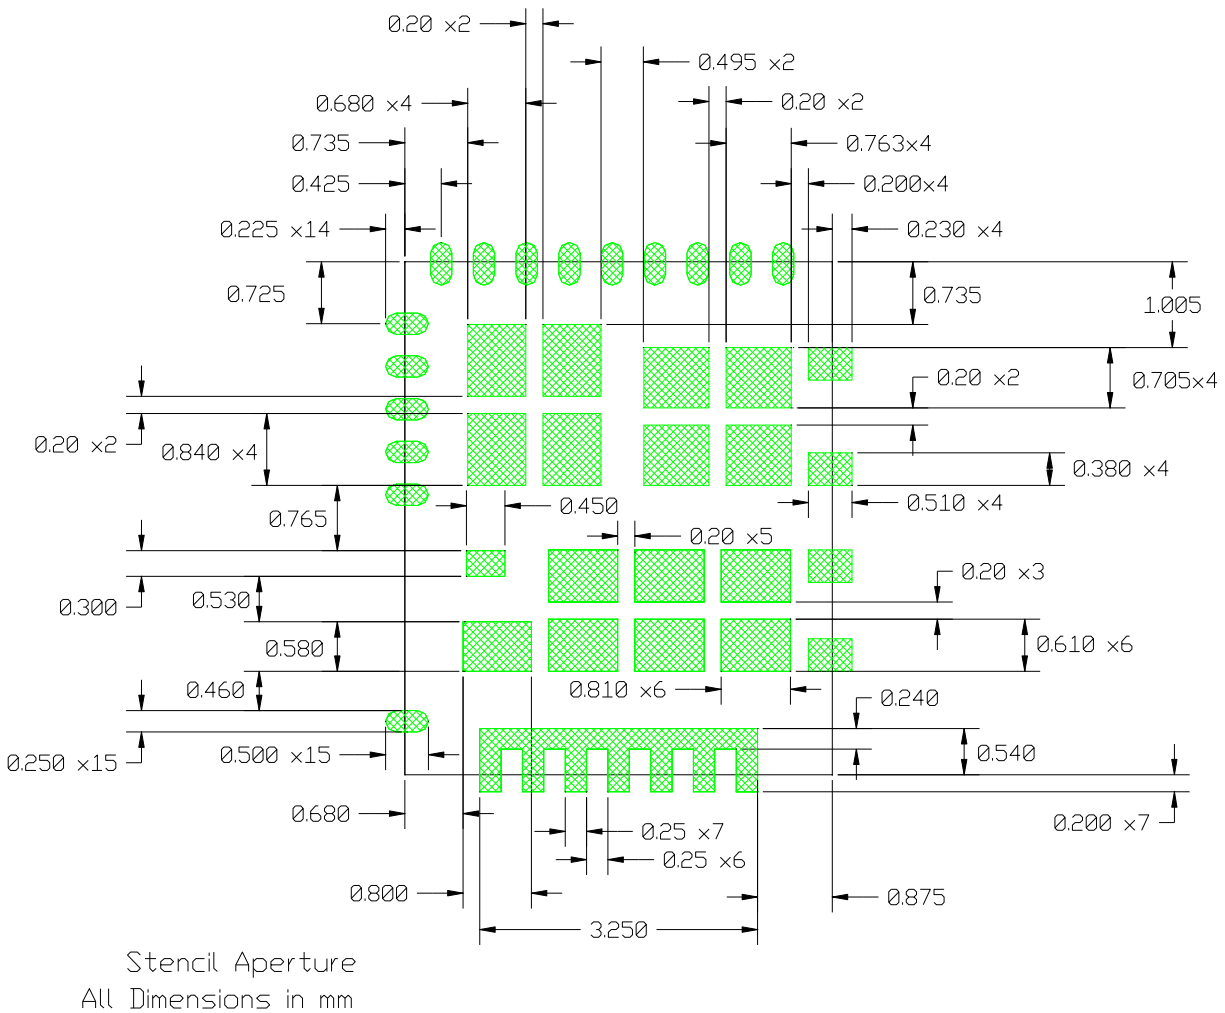 0.20 x2
0.495 x2
0.680 x4
0.20 x2
0.735
0.763x4
0.425
0.200x4
0.225 x14
0.230 x4
0.725
0.735
1.005
0.20 x2
0.705x4
0.20 x2
0.840 x4
0.380 x4
0.765
0.450
0.510 x4
0.20 x5
0.300
0.530
0.20 x3
0.580
0.610 x6
0.460
0.810 x6
0.240
0.250 x15
0.500 x15
0.540
0.680
0.25 x7
0.200 x7
0.25 x6
0.800
0.875
3.250
Stencil Aperture
All Dimensions in mm